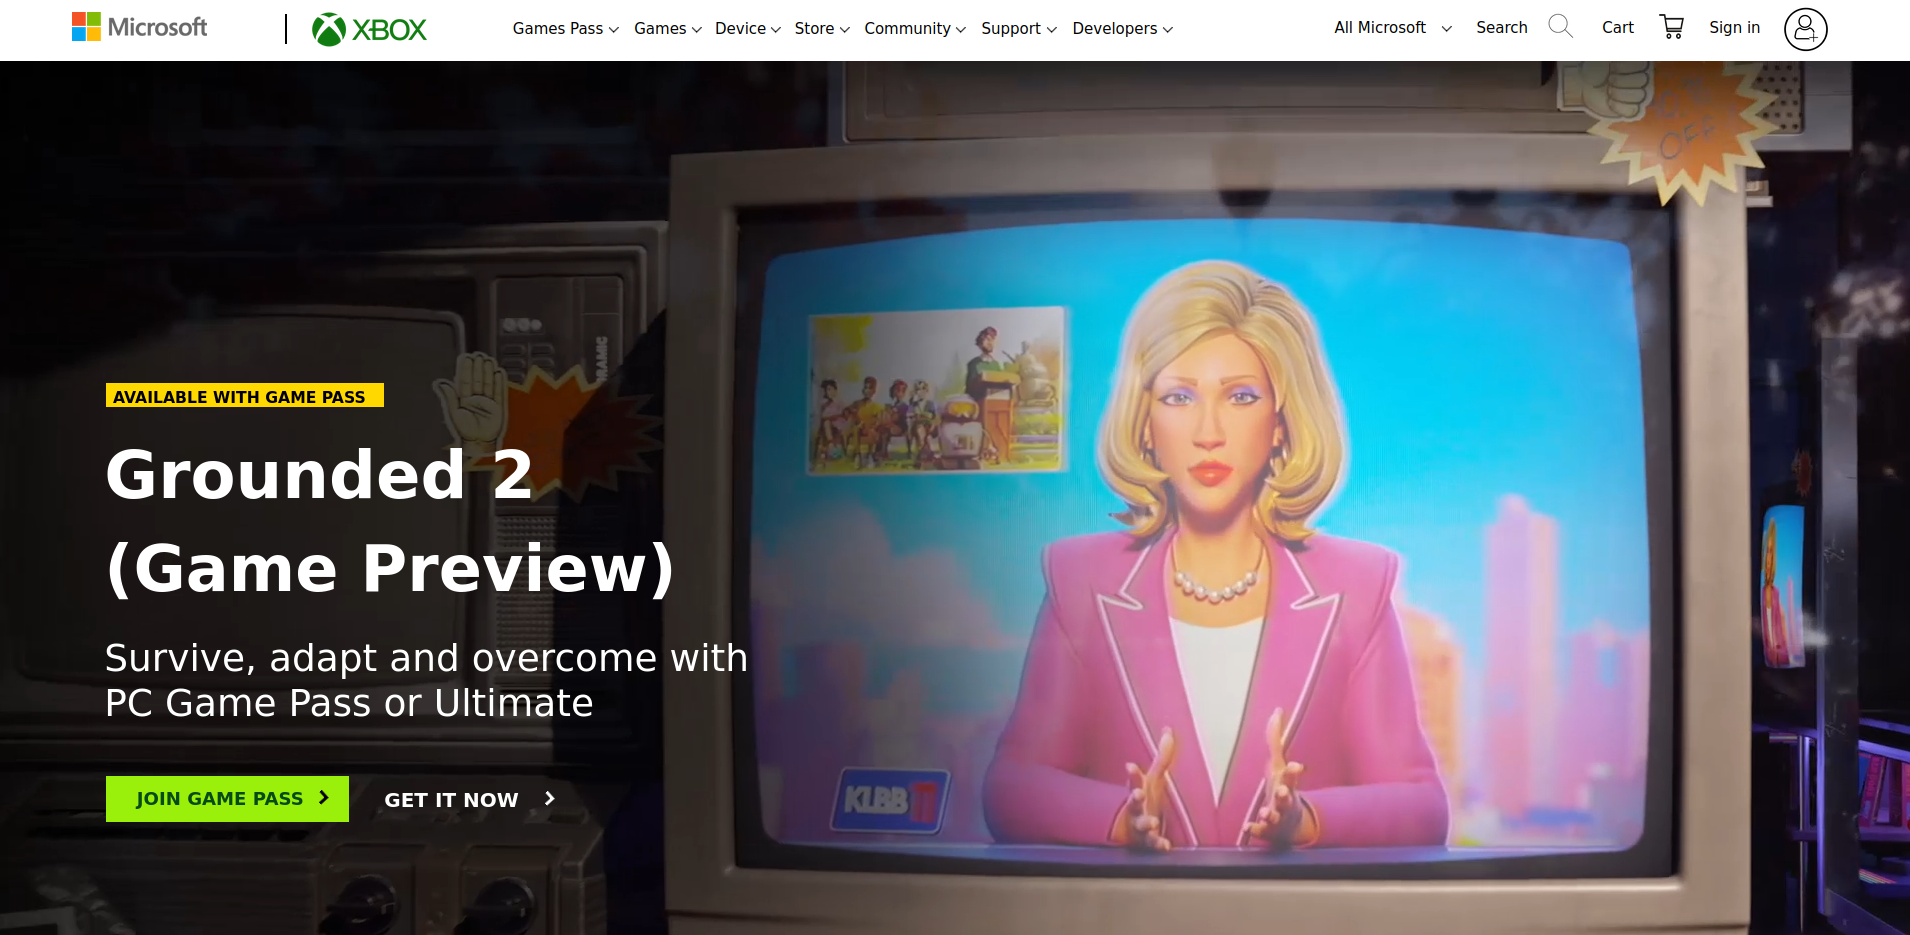 Microsoft
XBOX
Games Pass
Games
Device
Store
Community
Support
Developers
All Microsoft
Search
Cart
Sign in
OFF
AVAILABLE WITH GAME PASS
Grounded 2
(Game Preview)
Survive, adapt and overcome with
PC Game Pass or Ultimate
JOIN GAME PASS
GET IT NOW
KLBB 11